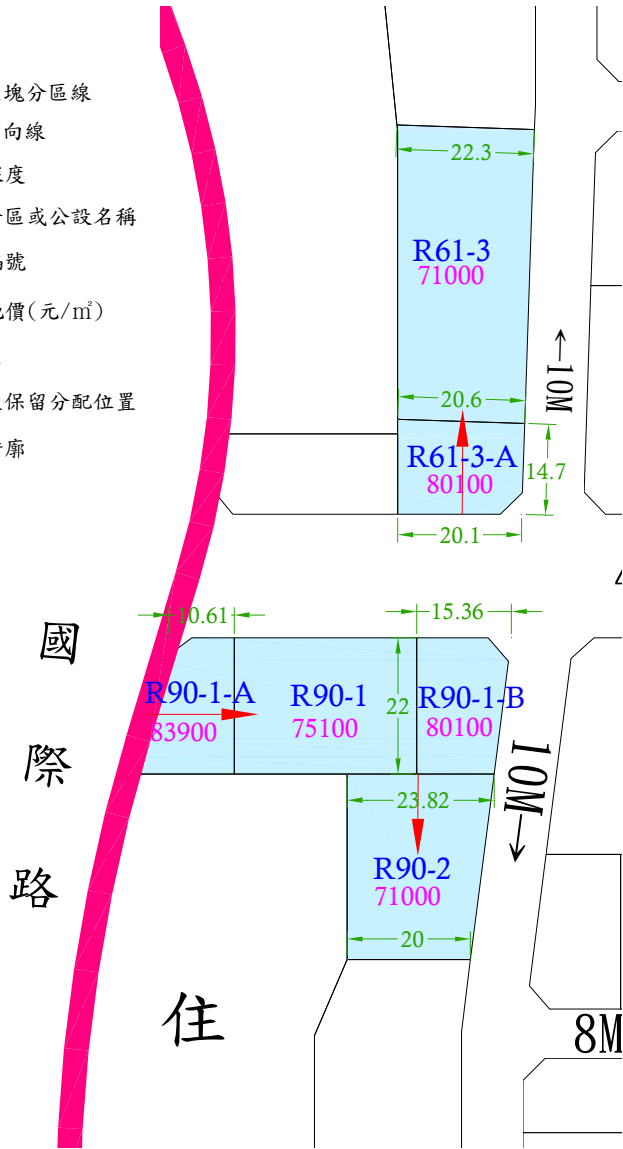 塊分區線
向線
度
區或公設名稱
號
價(元/㎡)
保留分配位置
廓
22.3
R61-3
71000
←10M
20.6
R61-3-A
80100
14.7
20.1
10.61
15.36
國
際
路
R90-1-A
83900
R90-1
75100
22
R90-1-B
80100
10M→
23.82
R90-2
71000
20
住
8M